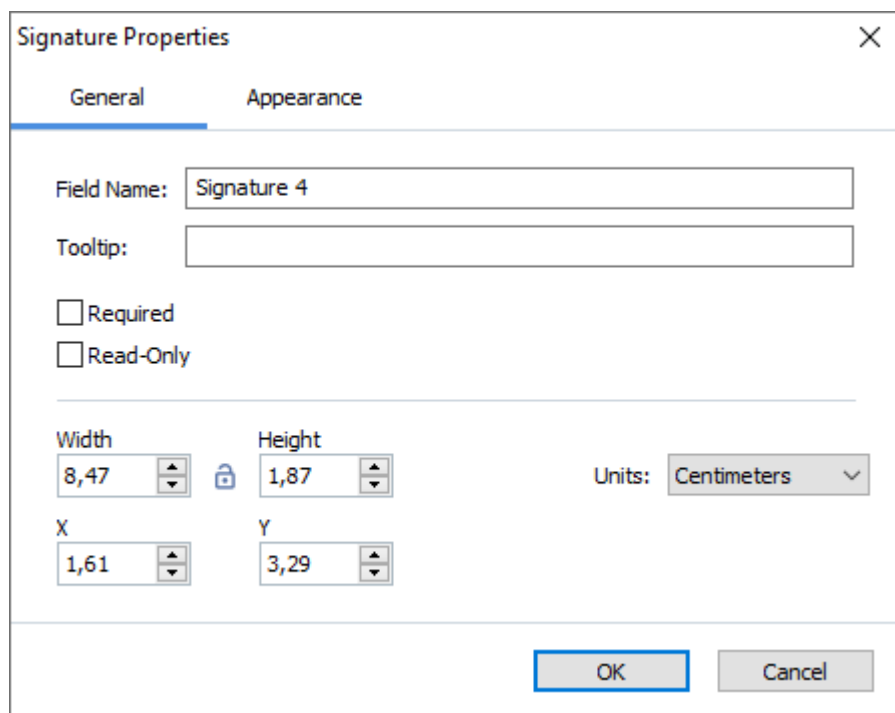 Signature Properties
General Appearance
Field Name: Signature 4
Tooltip:
Required
Read-Only
Width Height
8,47 1,87 Units: Centimeters
X Y
1,61 3,29
OK Cancel